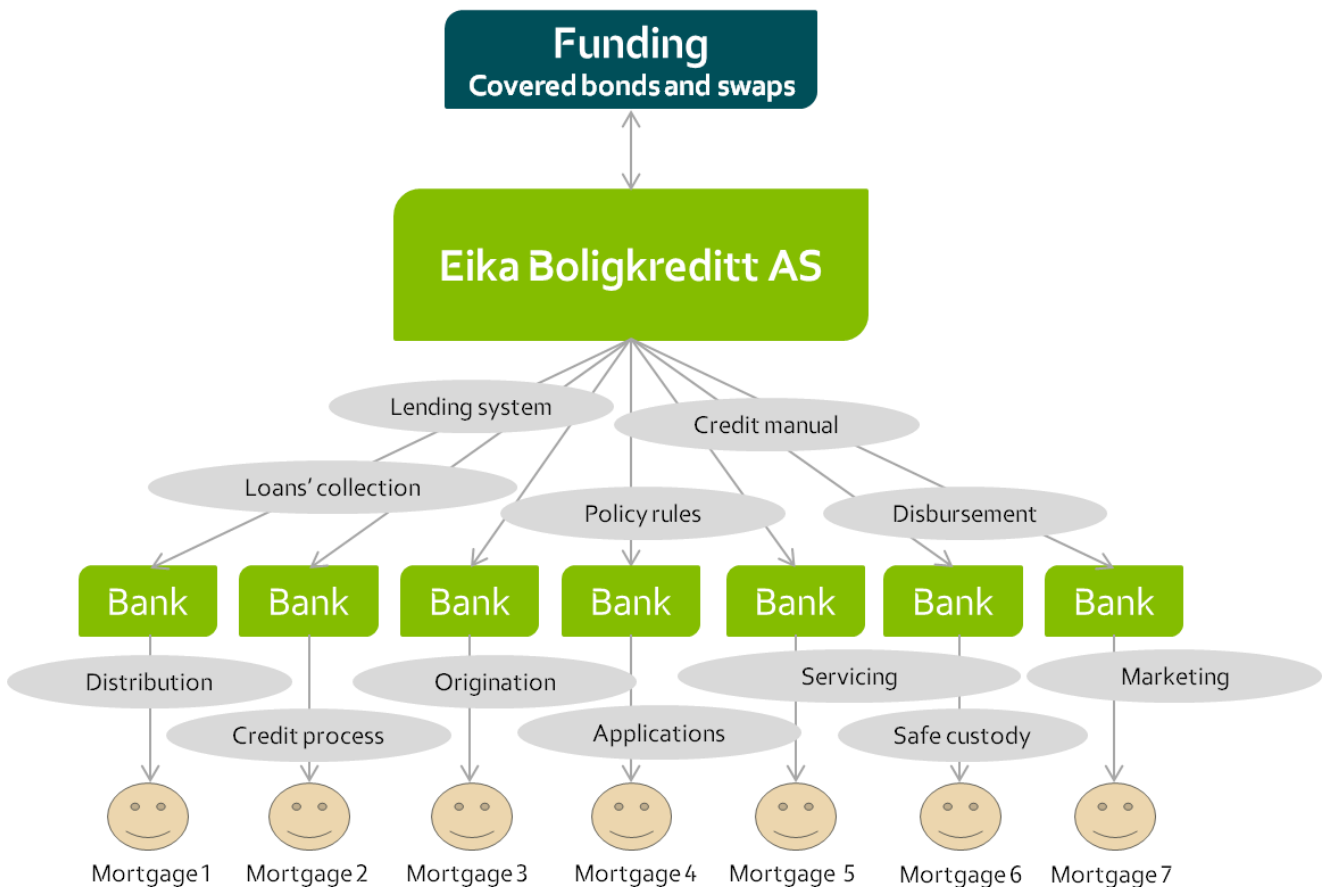 Funding
Covered bonds and swaps
Eika Boligkreditt AS
Lending system
Credit manual
Loans’ collection
Policy rules
Disbursement
Bank
Bank
Bank
Bank
Bank
Bank
Bank
Distribution
Origination
Servicing
Marketing
Credit process
Applications
Safe custody
Mortgage 1
Mortgage 2
Mortgage 3
Mortgage 4
Mortgage 5
Mortgage 6
Mortgage 7